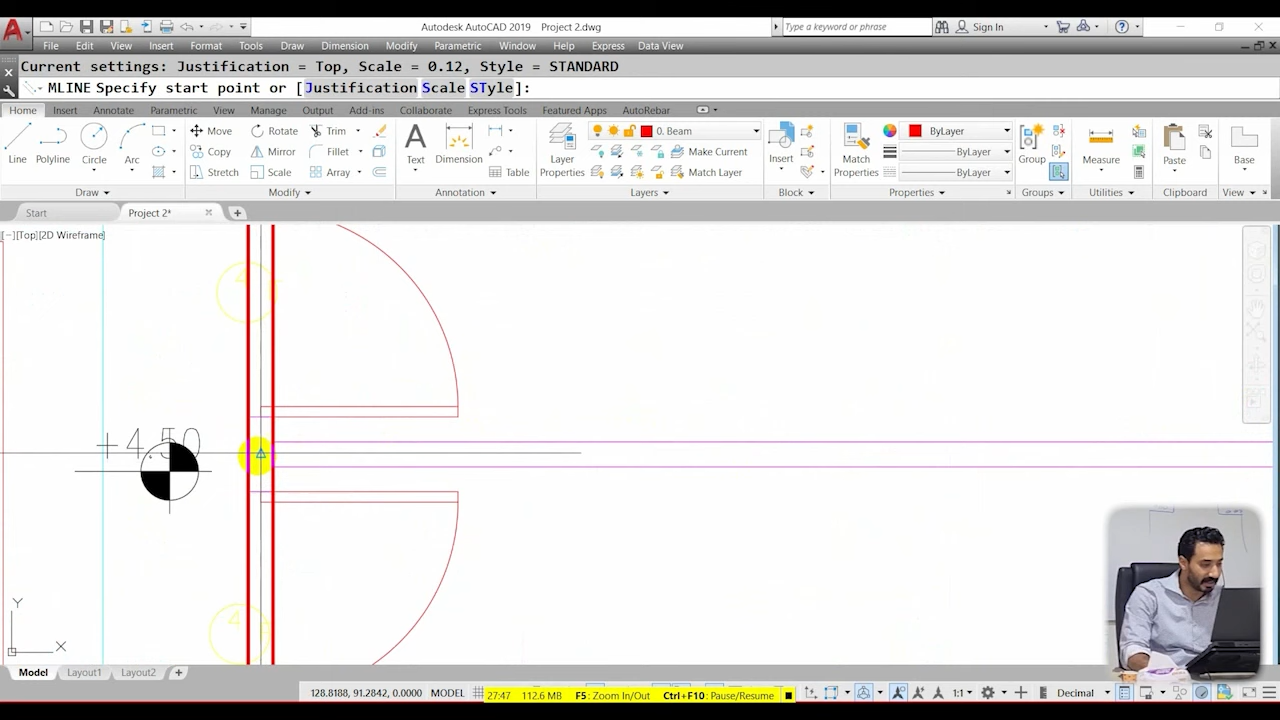 A Autodesk AutoCAD 2019 Project 2.dwg Type a keyword or phrase Sign In
File Edit View Insert Format Tools Draw Dimension Modify Parametric Window Help Express Data View
Current settings: Justification = Top, Scale = 0.12, Style = STANDARD
MLINE Specify start point or [Justification Scale STyle]:
Home Insert Annotate Parametric View Manage Output Add-ins Collaborate Express Tools Featured Apps AutoRebar
Line Polyline Circle Arc Move Rotate Trim Text Dimension Layer Properties 0. Beam Insert Match Properties ByLayer Group Measure Paste Base
Copy Mirror Fillet Make Current ByLayer
Stretch Scale Array Table Match Layer ByLayer
Draw Modify Annotation Layers Block Properties Groups Utilities Clipboard View
Start Project 2*
[−][Top][2D Wireframe]
4
+4.50
4
Y
X
Model Layout1 Layout2
128.8188, 91.2842, 0.0000 MODEL 27:47 112.6 MB F5: Zoom In/Out Ctrl+F10: Pause/Resume 1:1 Decimal